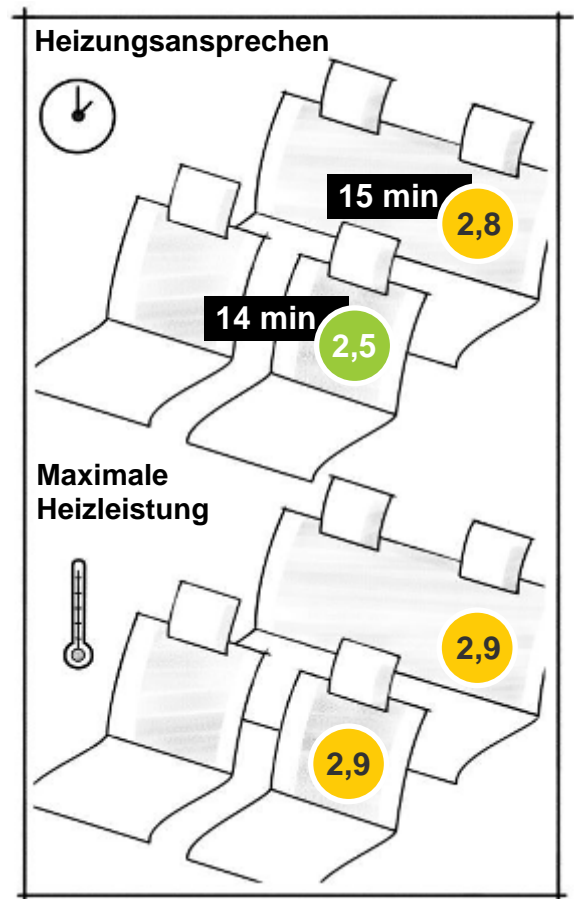 Heizungsansprechen
15 min
2,8
14 min
2,5
Maximale
Heizleistung
2,9
2,9